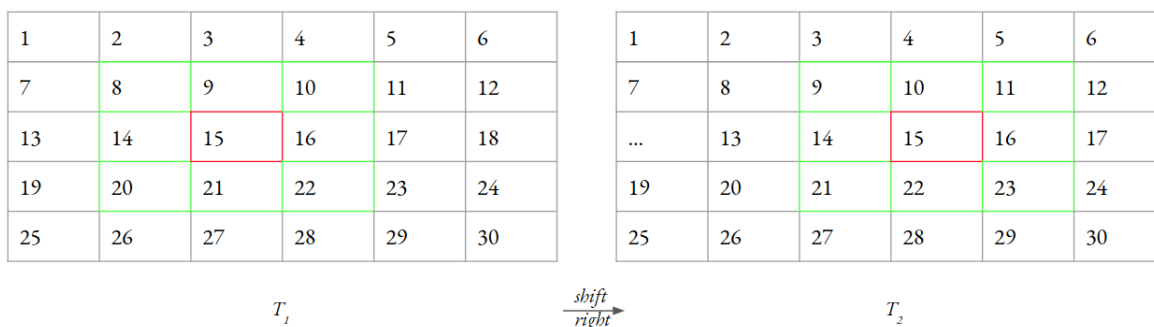 1 2 3 4 5 6 1 2 3 4 5 6
7 8 9 10 11 12 7 8 9 10 11 12
13 14 15 16 17 18 ... 13 14 15 16 17
19 20 21 22 23 24 19 20 21 22 23 24
25 26 27 28 29 30 25 26 27 28 29 30
T1 shift T2
right